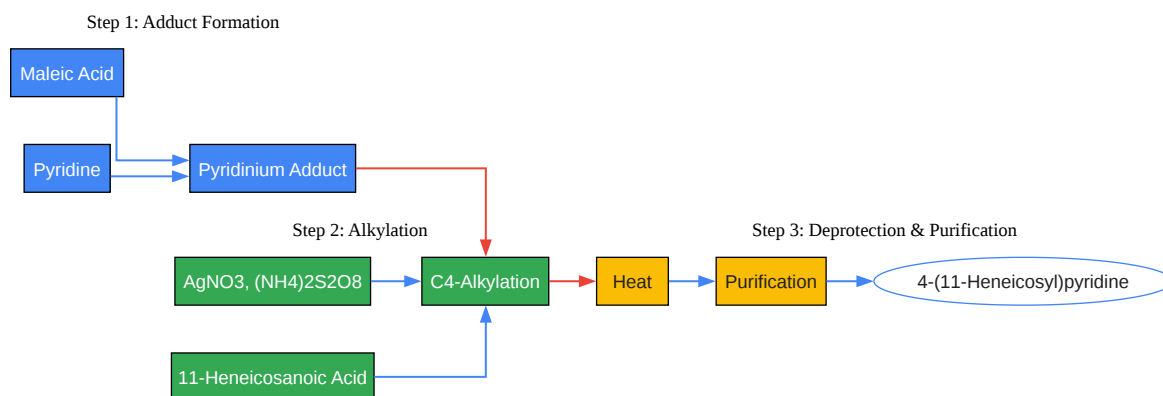 Step 1: Adduct Formation
Maleic Acid
Pyridine
Pyridinium Adduct
Step 2: Alkylation
Step 3: Deprotection & Purification
AgNO3, (NH4)2S2O8
C4-Alkylation
Heat
Purification
4-(11-Heneicosyl)pyridine
11-Heneicosanoic Acid